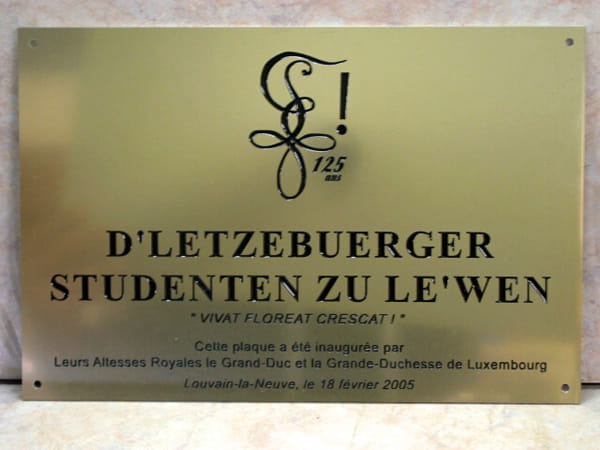 125
ans
D'LETZEBUERGER
STUDENTEN ZU LE'WEN
" VIVAT FLOREAT CRESCAT ! "
Cette plaque a été inaugurée par
Leurs Altesses Royales le Grand-Duc et la Grande-Duchesse de Luxembourg
Louvain-la-Neuve, le 18 février 2005